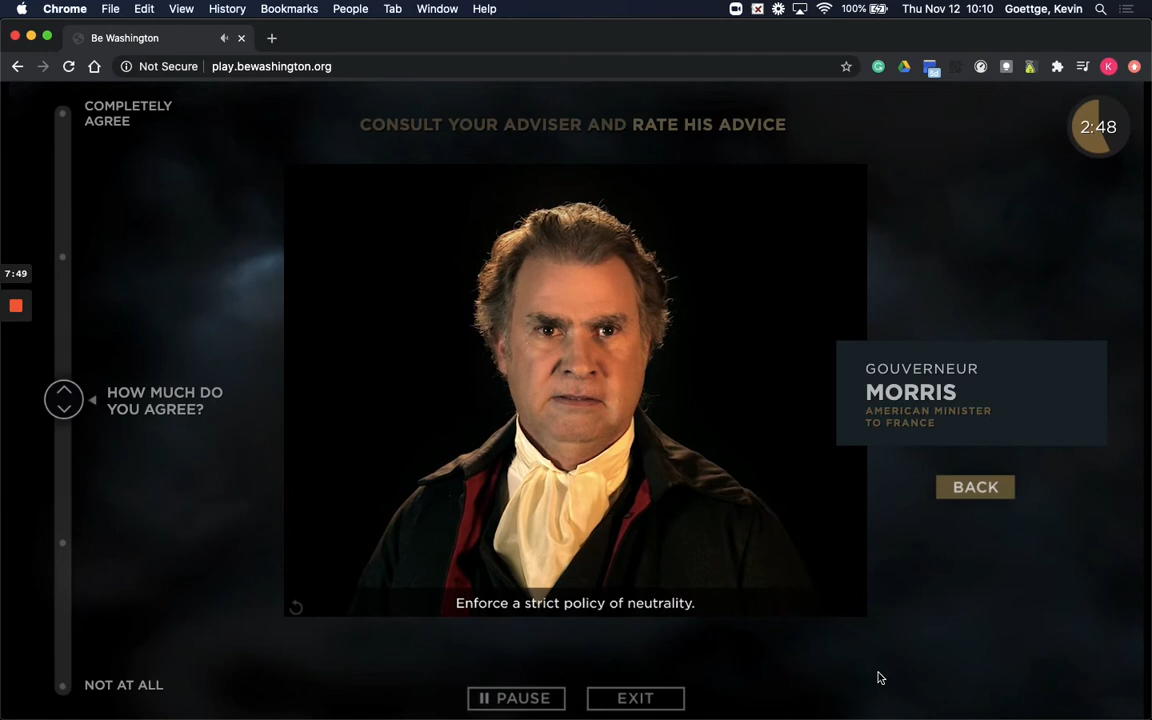 Chrome File Edit View History Bookmarks People Tab Window Help 100% Thu Nov 12 10:10 Goettge, Kevin
Be Washington
Not Secure play.bewashington.org K
COMPLETELY
AGREE
CONSULT YOUR ADVISER AND RATE HIS ADVICE
2:48
7:49
GOUVERNEUR
MORRIS
AMERICAN MINISTER
TO FRANCE
HOW MUCH DO
YOU AGREE?
BACK
Enforce a strict policy of neutrality.
NOT AT ALL
PAUSE EXIT